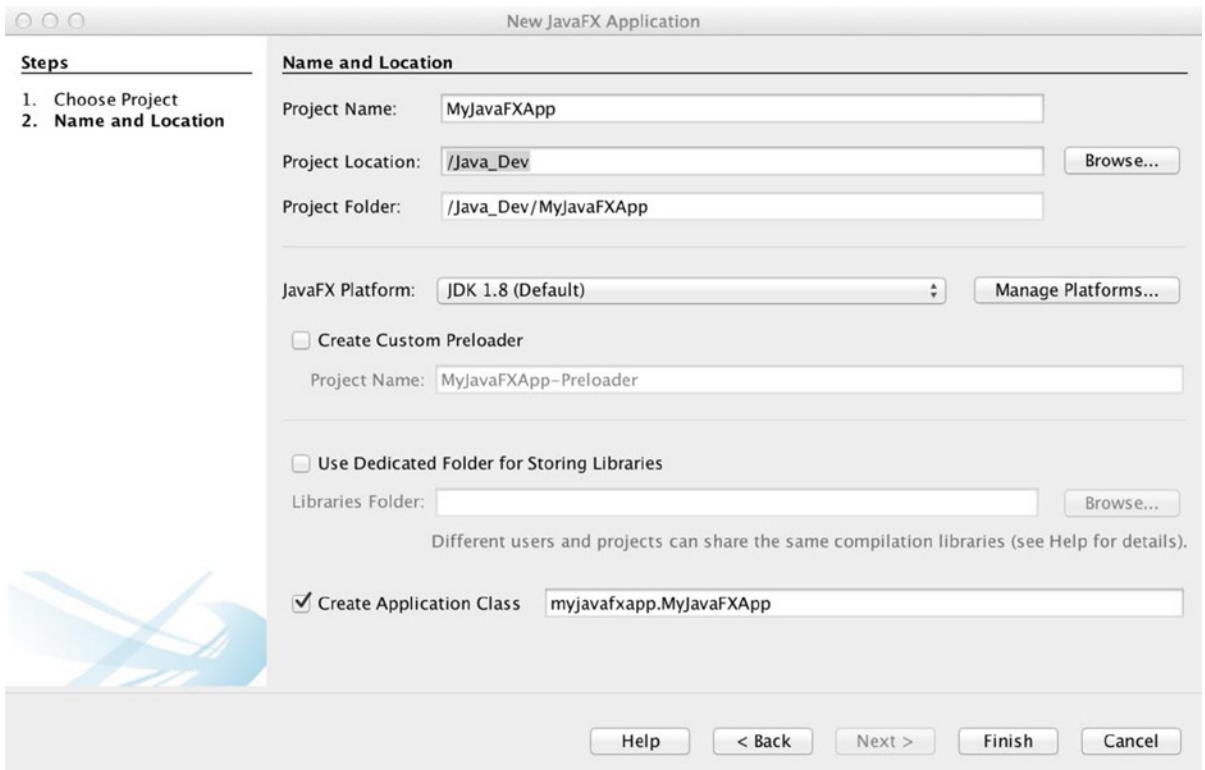 New JavaFX Application
Steps
1. Choose Project
2. Name and Location
Name and Location
Project Name: MyJavaFXApp
Project Location: /Java_Dev Browse...
Project Folder: /Java_Dev/MyJavaFXApp
JavaFX Platform: JDK 1.8 (Default) Manage Platforms...
Create Custom Preloader
Project Name: MyJavaFXApp-Preloader
Use Dedicated Folder for Storing Libraries
Libraries Folder: Browse...
Different users and projects can share the same compilation libraries (see Help for details).
Create Application Class myjavafxapp.MyJavaFXApp
Help < Back Next > Finish Cancel